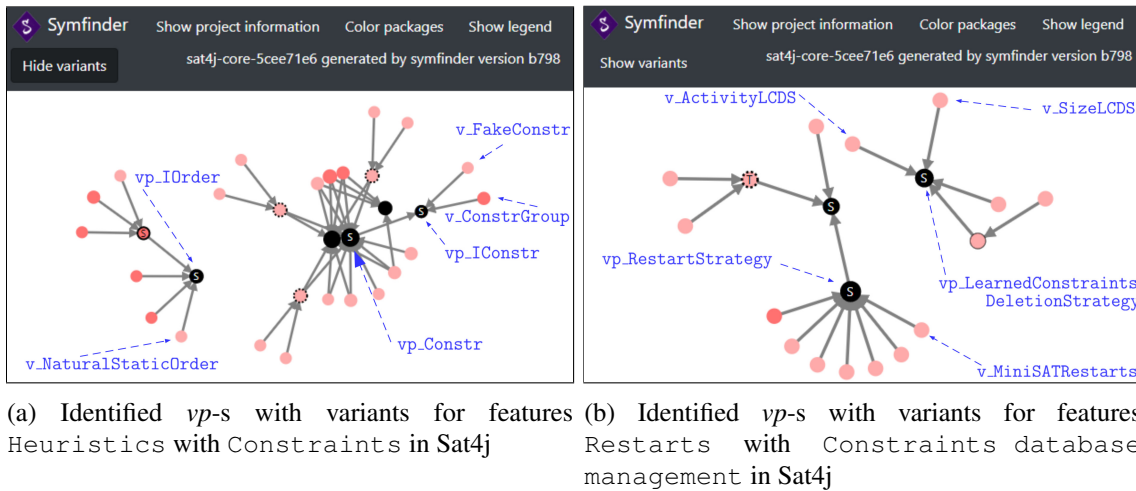 Symfinder Show project information Color packages Show legend
Hide variants sat4j-core-5cee71e6 generated by symfinder version b798
v_FakeConstr
vp_IOrder
v_ConstrGroup
vp_IConstr
vp_Constr
v_NaturalStaticOrder
S
S
S
S
(a) Identified vp-s with variants for features
Heuristics with Constraints in Sat4j
Symfinder Show project information Color packages Show legend
Show variants sat4j-core-5cee71e6 generated by symfinder version b798
v_ActivityLCDS
v_SizeLCDS
T
S
S
vp_RestartStrategy
vp_LearnedConstraints
DeletionStrategy
S
v_MiniSATRestarts
(b) Identified vp-s with variants for features
Restarts with Constraints database
management in Sat4j